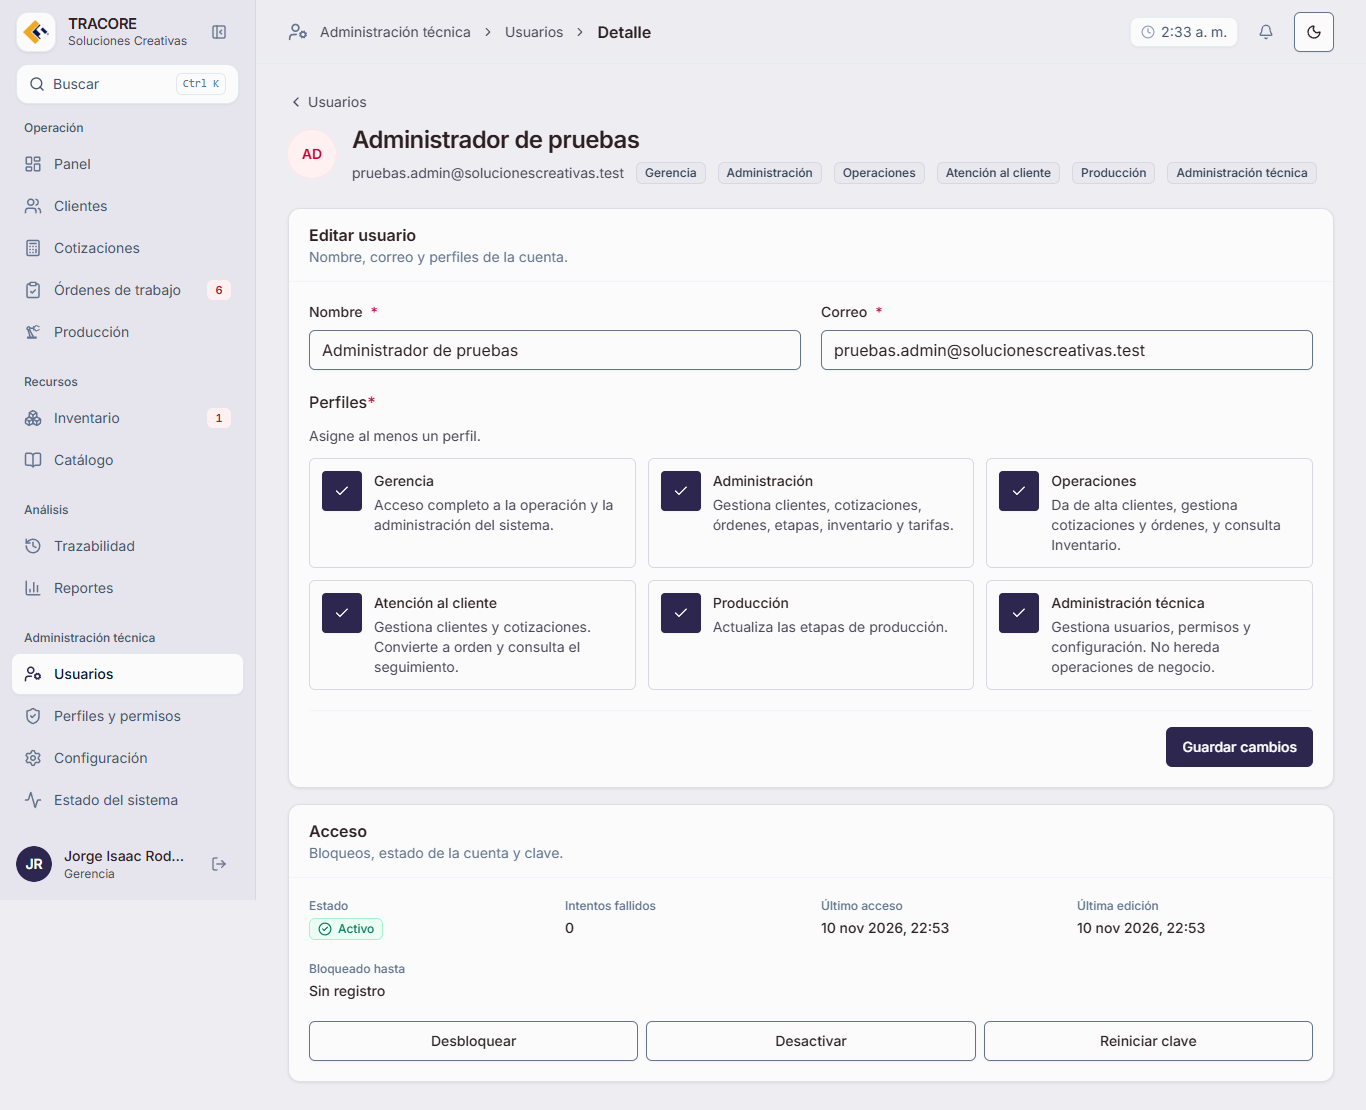 TRACORE
Soluciones Creativas
Buscar
Ctrl K
Operación
Panel
Clientes
Cotizaciones
Órdenes de trabajo
6
Producción
Recursos
Inventario
1
Catálogo
Análisis
Trazabilidad
Reportes
Administración técnica
Usuarios
Perfiles y permisos
Configuración
Estado del sistema
JR
Jorge Isaac Rod...
Gerencia
Administración técnica
Usuarios
Detalle
2:33 a. m.
Usuarios
AD
Administrador de pruebas
pruebas.admin@solucionescreativas.test
Gerencia
Administración
Operaciones
Atención al cliente
Producción
Administración técnica
Editar usuario
Nombre, correo y perfiles de la cuenta.
Nombre *
Administrador de pruebas
Correo *
pruebas.admin@solucionescreativas.test
Perfiles*
Asigne al menos un perfil.
Gerencia
Acceso completo a la operación y la
administración del sistema.
Administración
Gestiona clientes, cotizaciones,
órdenes, etapas, inventario y tarifas.
Operaciones
Da de alta clientes, gestiona
cotizaciones y órdenes, y consulta
Inventario.
Atención al cliente
Gestiona clientes y cotizaciones.
Convierte a orden y consulta el
seguimiento.
Producción
Actualiza las etapas de producción.
Administración técnica
Gestiona usuarios, permisos y
configuración. No hereda
operaciones de negocio.
Guardar cambios
Acceso
Bloqueos, estado de la cuenta y clave.
Estado
Activo
Intentos fallidos
0
Último acceso
10 nov 2026, 22:53
Última edición
10 nov 2026, 22:53
Bloqueado hasta
Sin registro
Desbloquear
Desactivar
Reiniciar clave